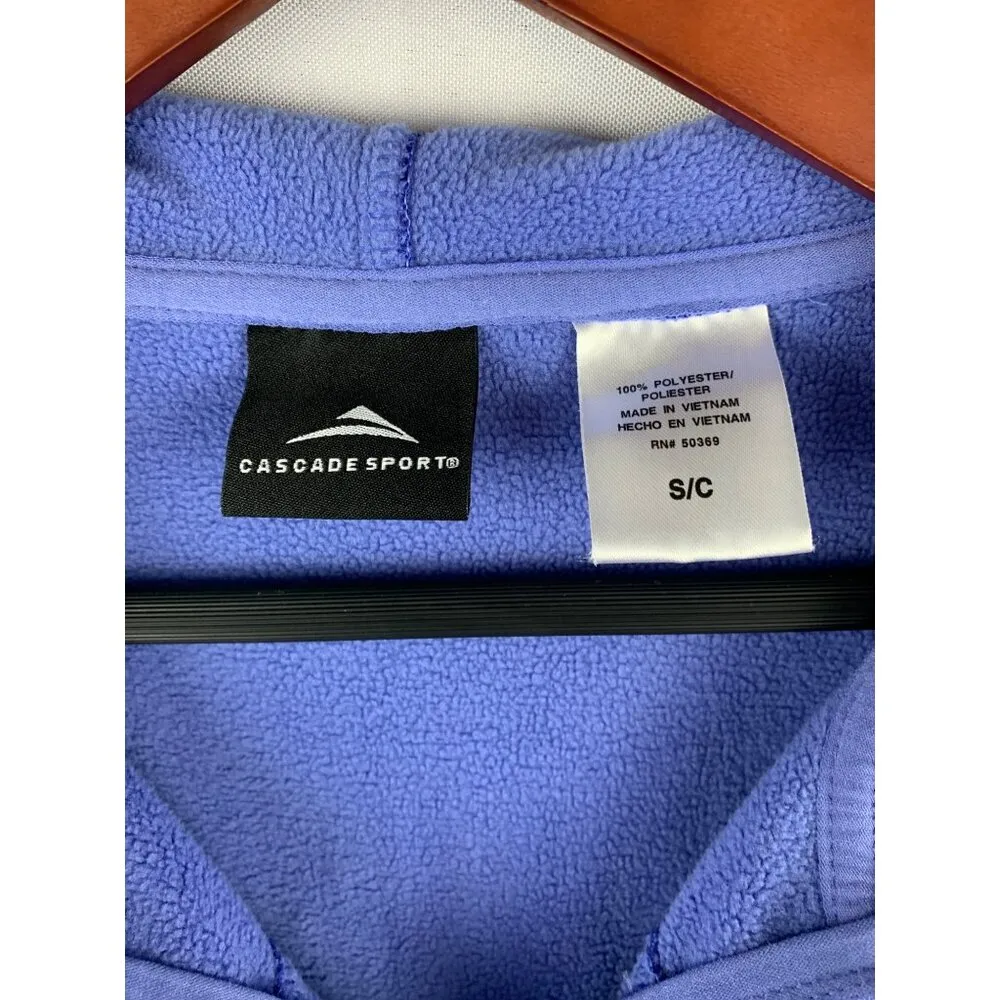 CASCADE SPORT®
100% POLYESTER/
POLIESTER
MADE IN VIETNAM
HECHO EN VIETNAM
RN# 50369
S/C